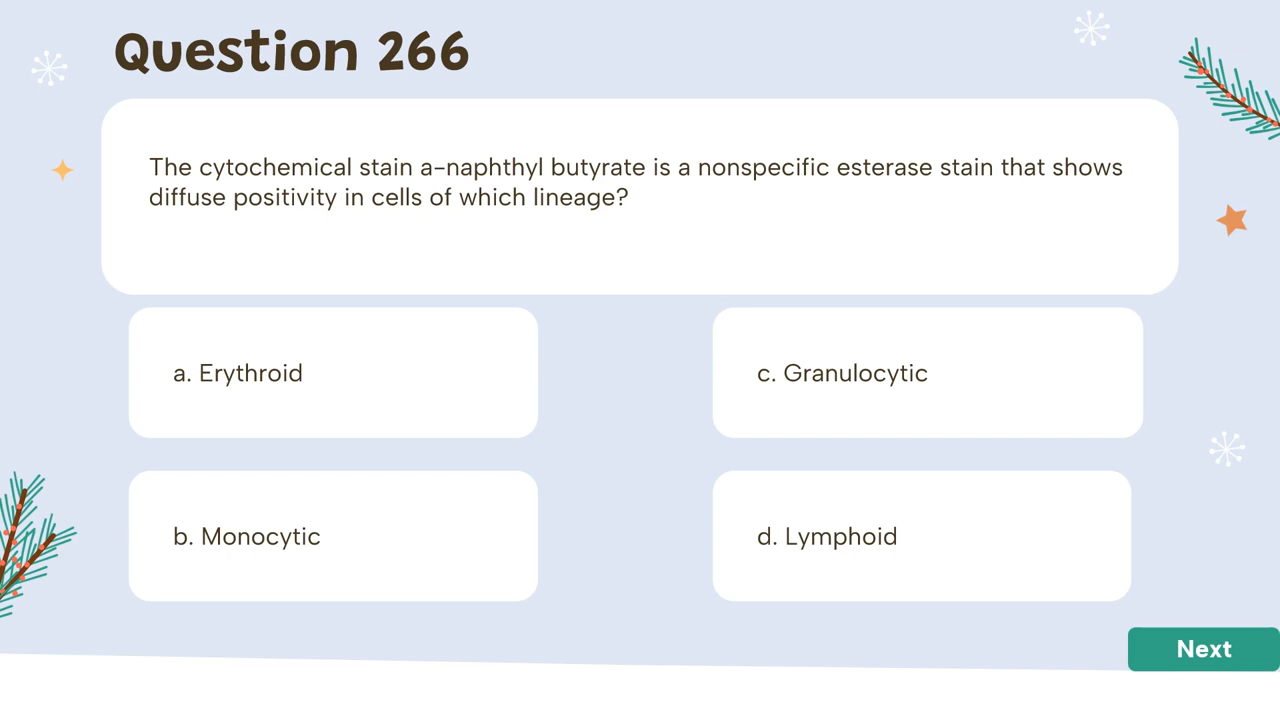 Question 266
The cytochemical stain a-naphthyl butyrate is a nonspecific esterase stain that shows
diffuse positivity in cells of which lineage?
a. Erythroid
c. Granulocytic
b. Monocytic
d. Lymphoid
Next